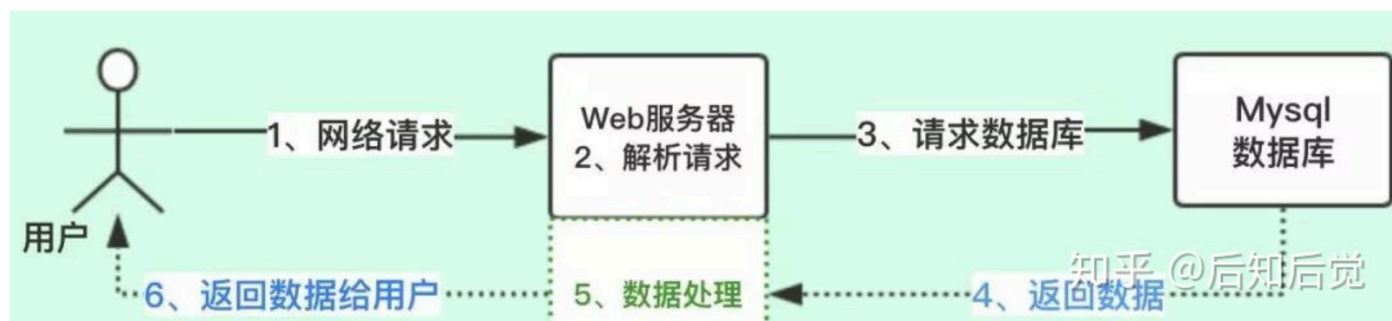 1、网络请求
Web服务器
2、解析请求
3、请求数据库
Mysql
数据库
用户
6、返回数据给用户
5、数据处理
4、返回数据
知乎 @后知后觉